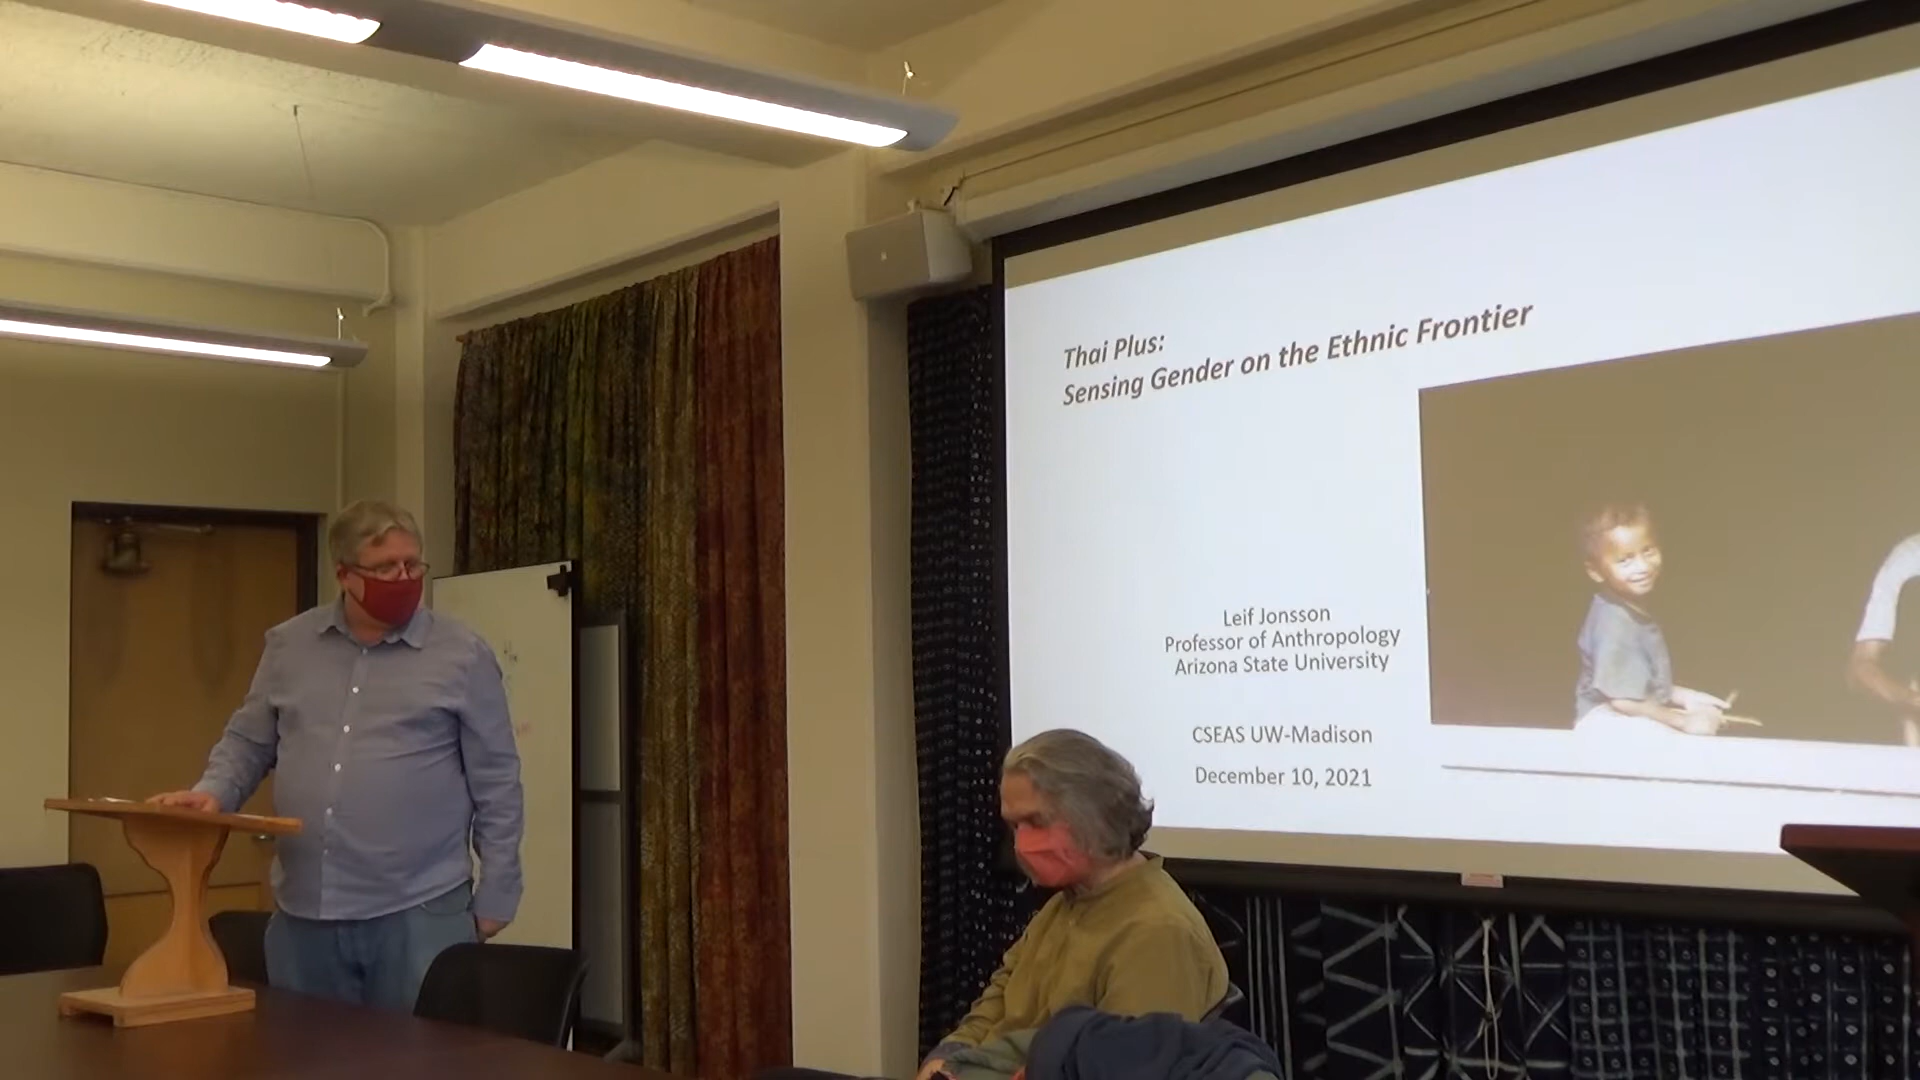 Thai Plus:
Sensing Gender on the Ethnic Frontier
Leif Jonsson
Professor of Anthropology
Arizona State University
CSEAS UW-Madison
December 10, 2021